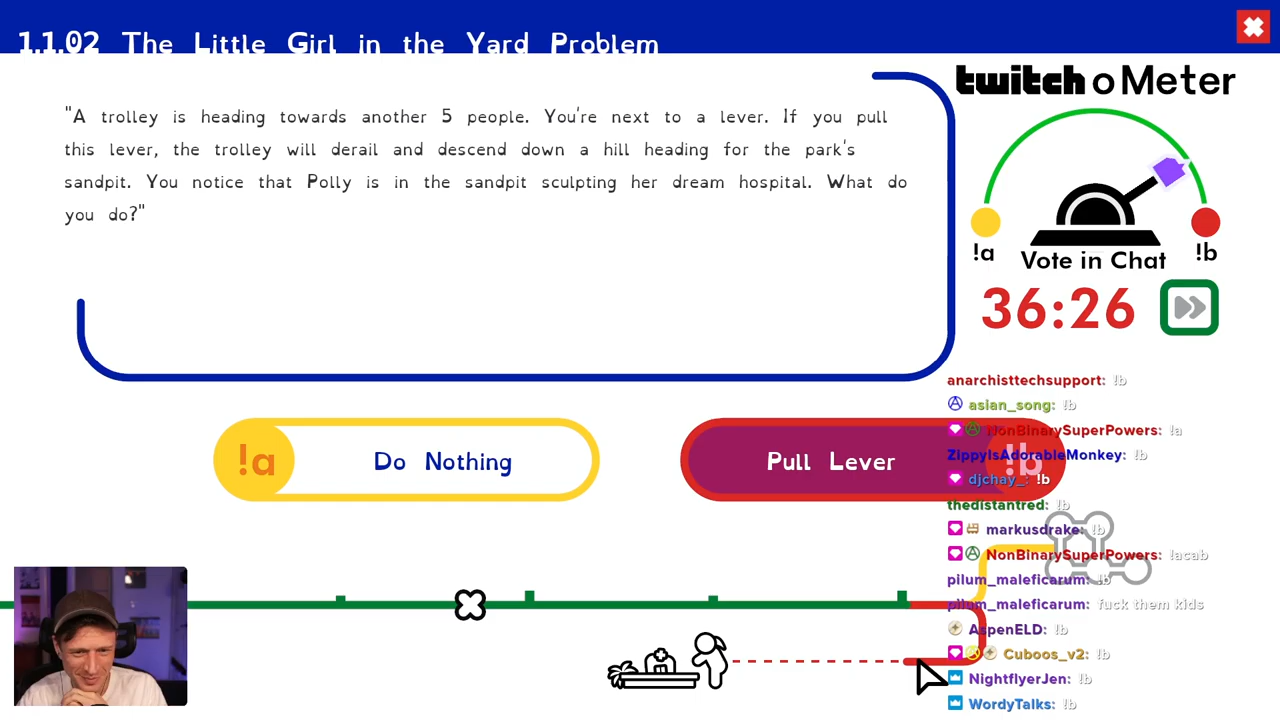 1.1.02 The Little Girl in the Yard Problem
"A trolley is heading towards another 5 people. You're next to a lever. If you pull
this lever, the trolley will derail and descend down a hill heading for the park's
sandpit. You notice that Polly is in the sandpit sculpting her dream hospital. What do
you do?"
twitch o Meter
!a
!b
Vote in Chat
36:26
!a Do Nothing
Pull Lever !b
anarchisttechsupport: !b
asian_song: !b
NonBinarySuperPowers: !a
ZippyIsAdorableMonkey: !b
djchay_: !b
thedistantred: !b
markusdrake: !b
NonBinarySuperPowers: !acab
pilum_maleficarum: !b
pilum_maleficarum: fuck them kids
AspenELD: !b
Cuboos_v2: !b
NightflyerJen: !b
WordyTalks: !b